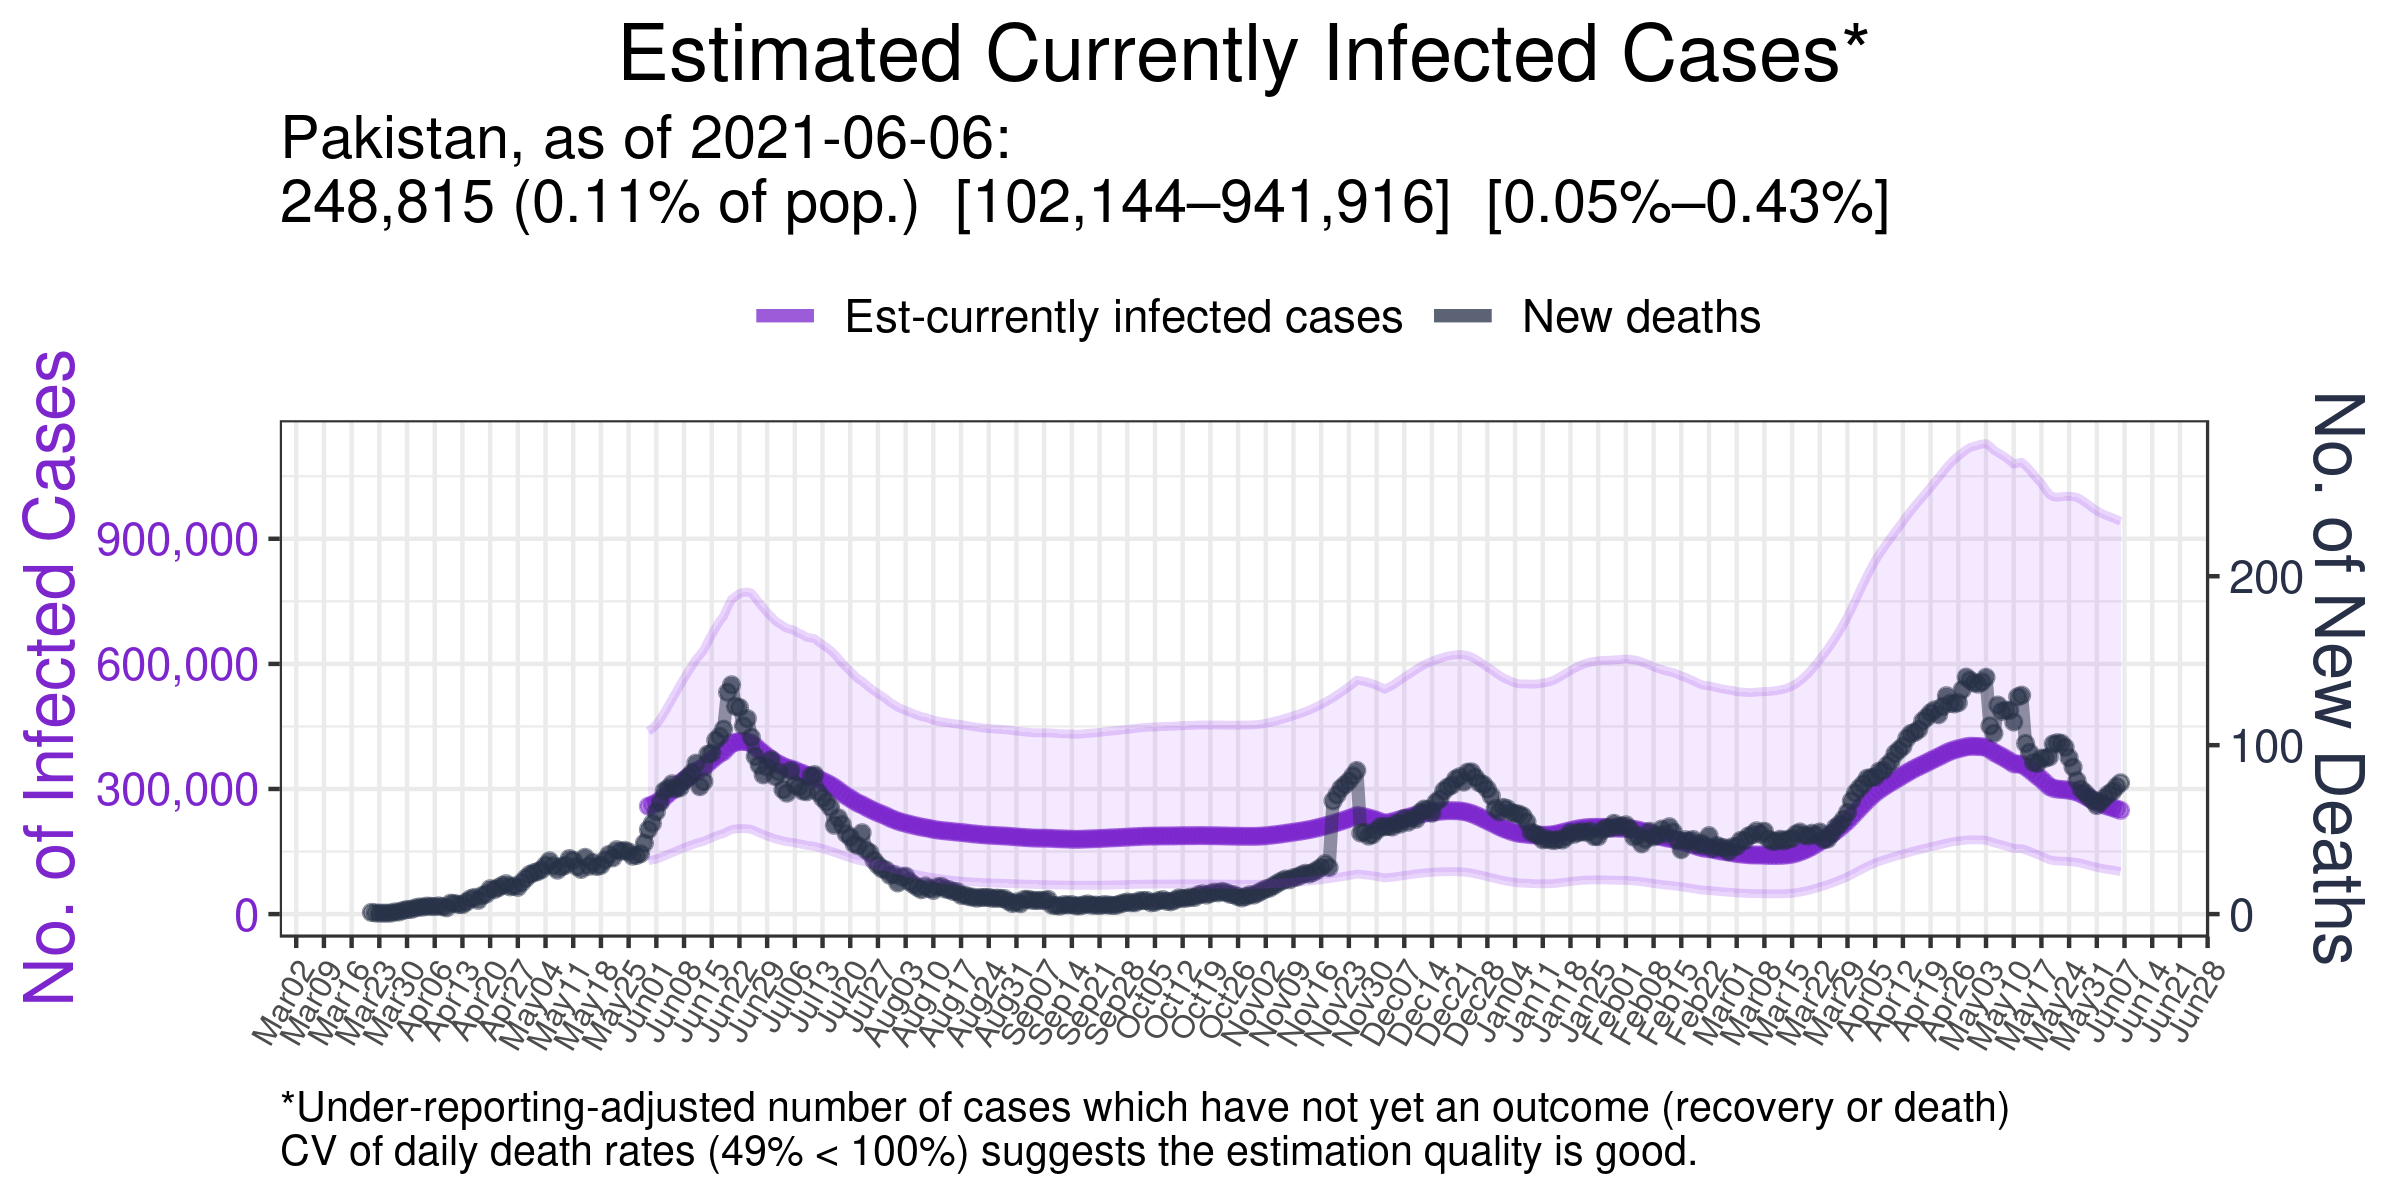 Estimated Currently Infected Cases*
Pakistan, as of 2021-06-06:
248,815 (0.11% of pop.)  [102,144–941,916]  [0.05%–0.43%]
Est-currently infected cases
New deaths
No. of Infected Cases
900,000
600,000
300,000
0
200
100
0
No. of New Deaths
Mar02
Mar09
Mar16
Mar23
Mar30
Apr06
Apr13
Apr20
Apr27
May04
May11
May18
May25
Jun01
Jun08
Jun15
Jun22
Jun29
Jul06
Jul13
Jul20
Jul27
Aug03
Aug10
Aug17
Aug24
Aug31
Sep07
Sep14
Sep21
Sep28
Oct05
Oct12
Oct19
Oct26
Nov02
Nov09
Nov16
Nov23
Nov30
Dec07
Dec14
Dec21
Dec28
Jan04
Jan11
Jan18
Jan25
Feb01
Feb08
Feb15
Feb22
Mar01
Mar08
Mar15
Mar22
Mar29
Apr05
Apr12
Apr19
Apr26
May03
May10
May17
May24
May31
Jun07
Jun14
Jun21
Jun28
*Under-reporting-adjusted number of cases which have not yet an outcome (recovery or death)
CV of daily death rates (49% < 100%) suggests the estimation quality is good.